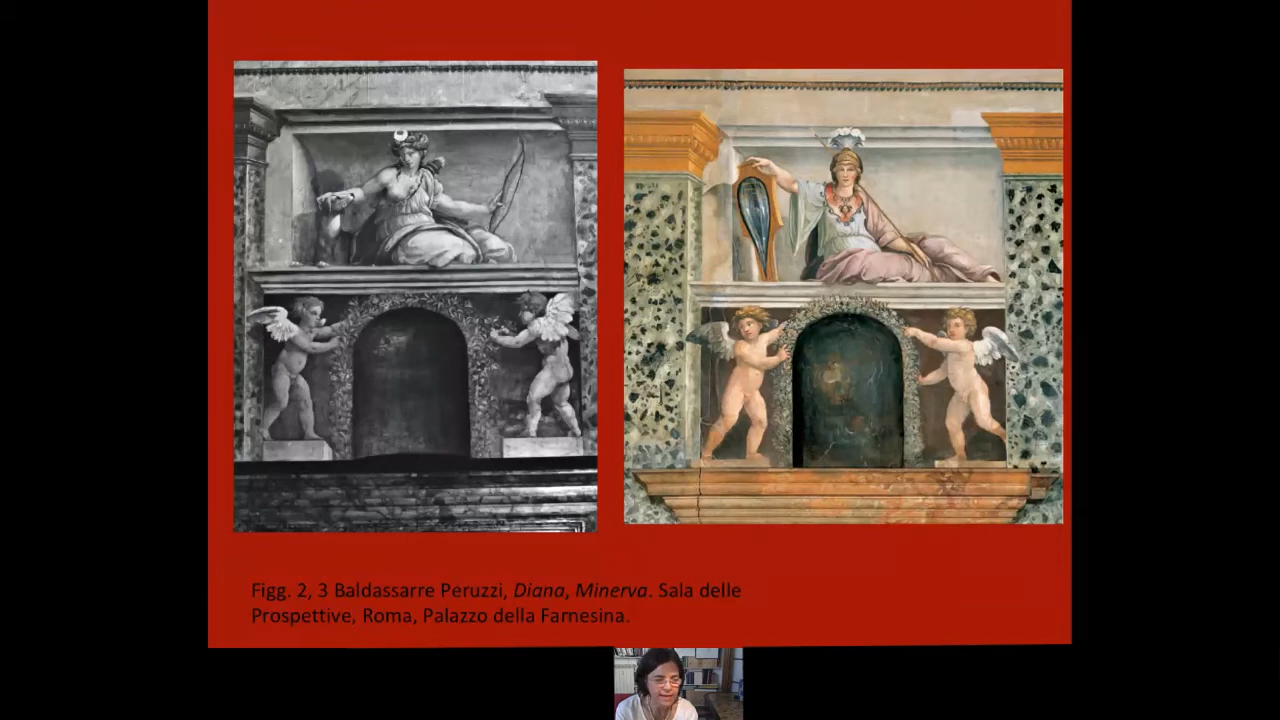 Figg. 2, 3 Baldassarre Peruzzi, Diana, Minerva. Sala delle
Prospettive, Roma, Palazzo della Farnesina.